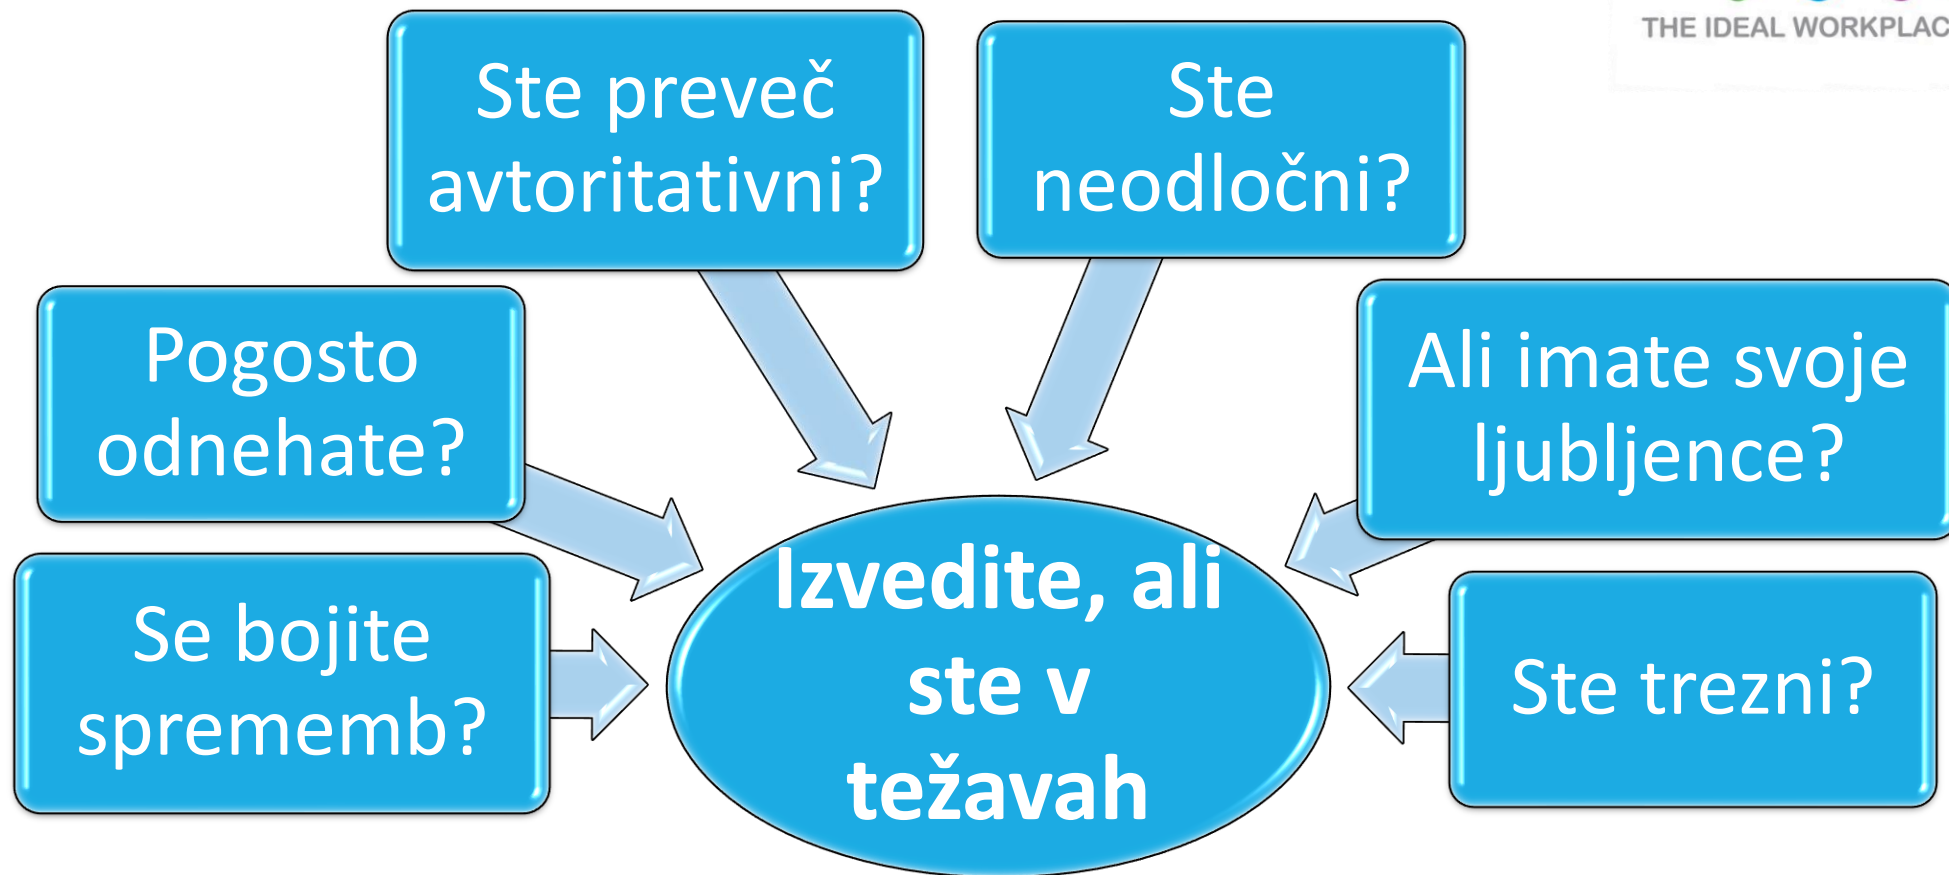 THE IDEAL WORKPLAC
Ste preveč
avtoritativni?
Ste
neodločni?
Pogosto
odnehate?
Ali imate svoje
ljubljence?
Se bojite
sprememb?
Izvedite, ali
ste v
težavah
Ste trezni?